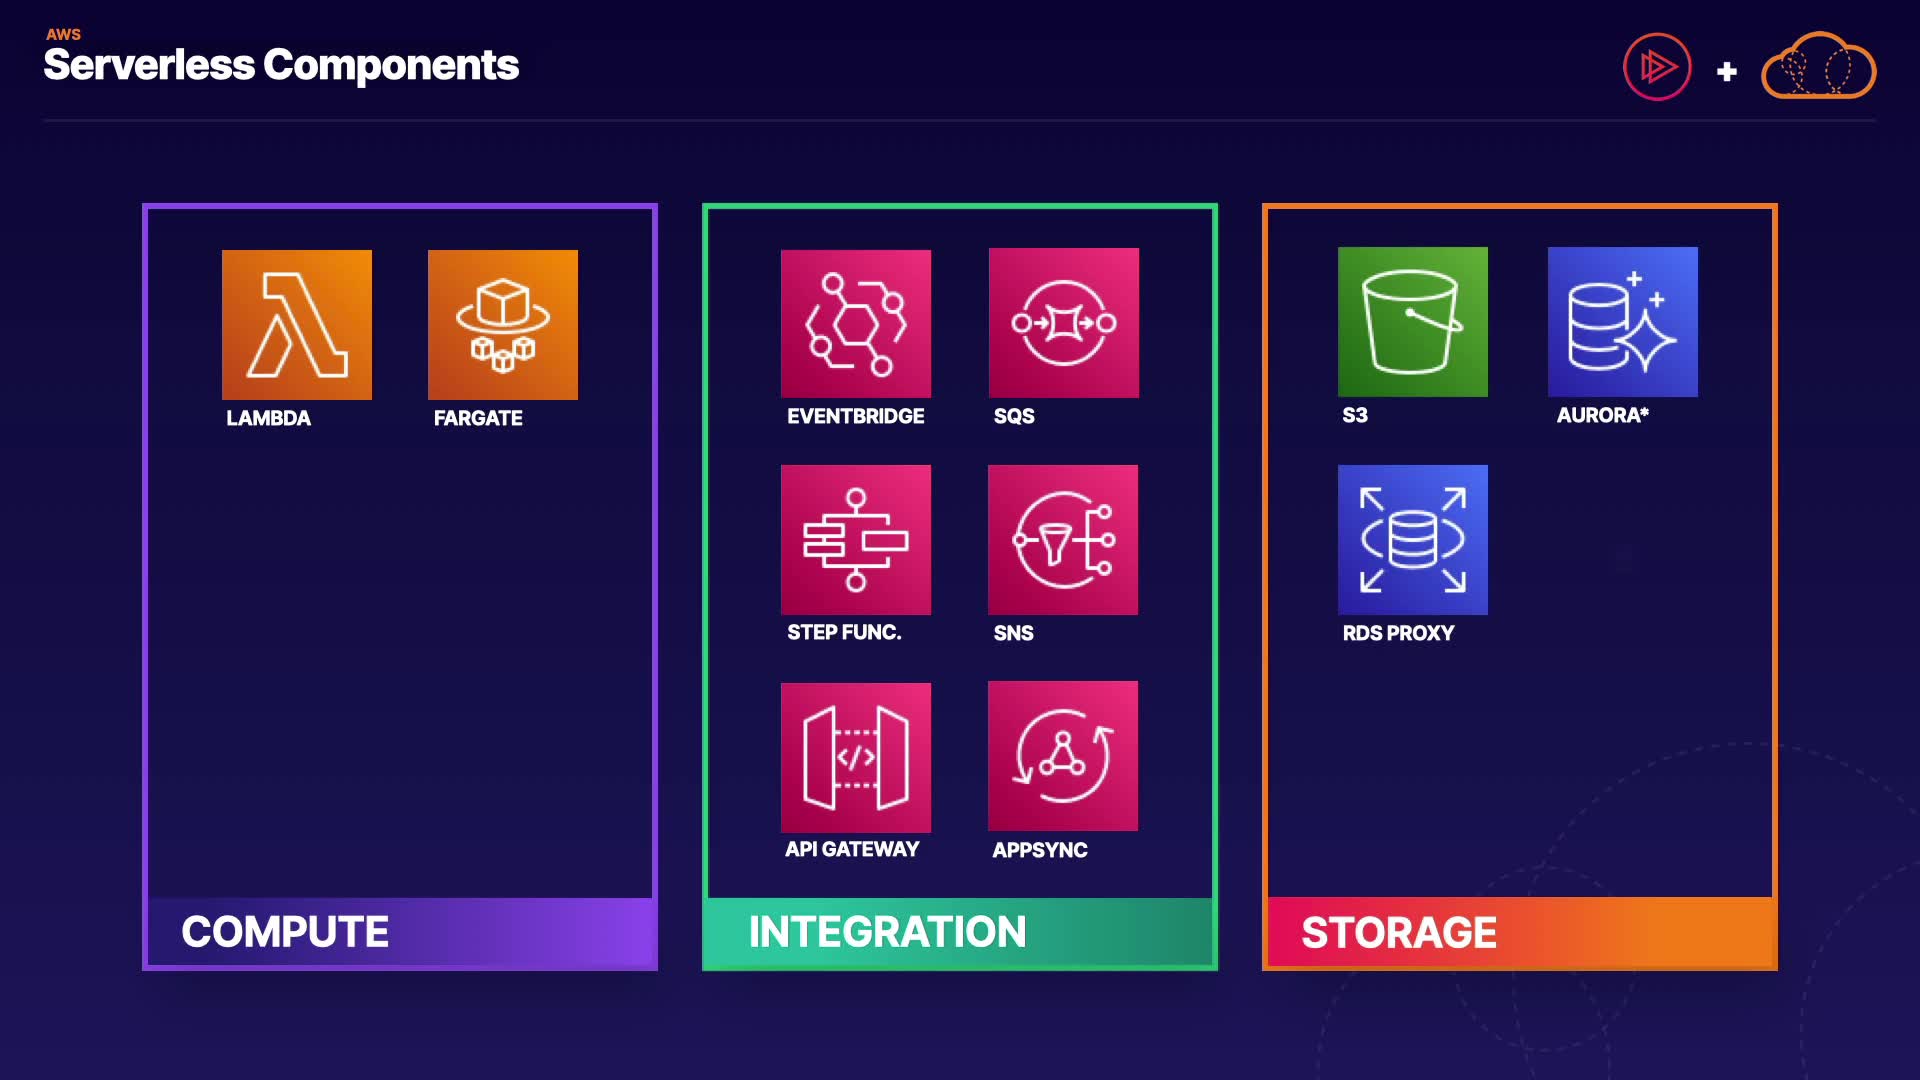 AWS
Serverless Components
LAMBDA
FARGATE
COMPUTE
EVENTBRIDGE
SQS
STEP FUNC.
SNS
</>
API GATEWAY
APPSYNC
INTEGRATION
S3
AURORA*
RDS PROXY
STORAGE